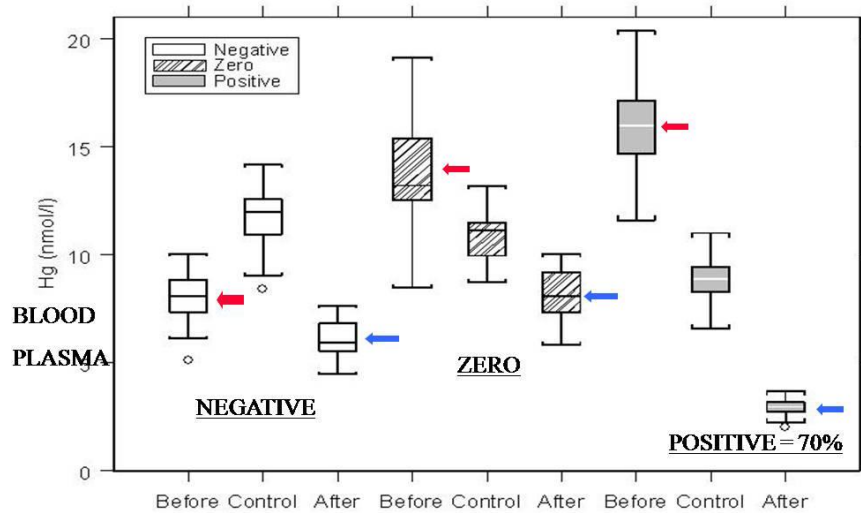 20
15
10
5
0
Hg (nmol/l)
Negative
Zero
Positive
BLOOD
PLASMA
NEGATIVE
ZERO
POSITIVE = 70%
Before Control After Before Control After Before Control After